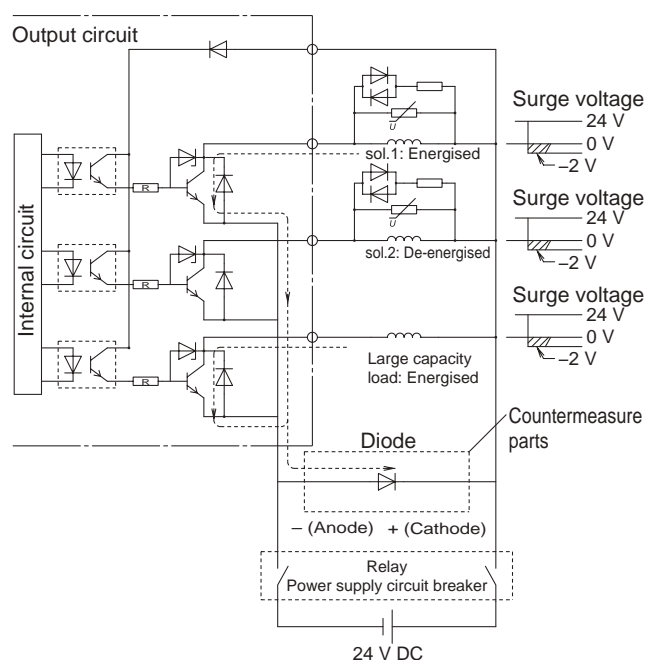 Output circuit
Internal circuit
R
R
R
U
sol.1: Energised
U
sol.2: De-energised
Large capacity
load: Energised
Surge voltage
24 V
0 V
–2 V
Surge voltage
24 V
0 V
–2 V
Surge voltage
24 V
0 V
–2 V
Countermeasure
parts
Diode
– (Anode) + (Cathode)
Relay
Power supply circuit breaker
24 V DC